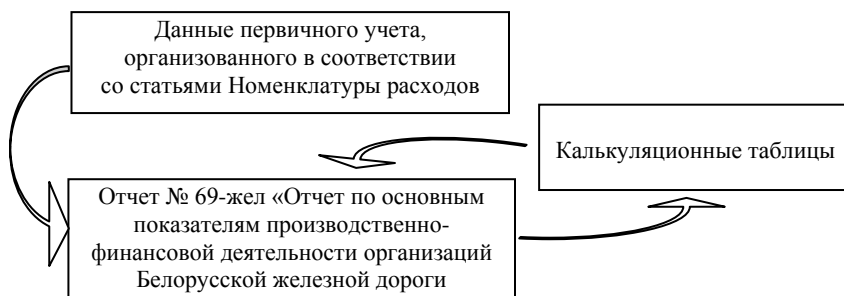 Данные первичного учета,
организованного в соответствии
со статьями Номенклатуры расходов
Калькуляционные таблицы
Отчет № 69-жел «Отчет по основным
показателям производственно-
финансовой деятельности организаций
Белорусской железной дороги